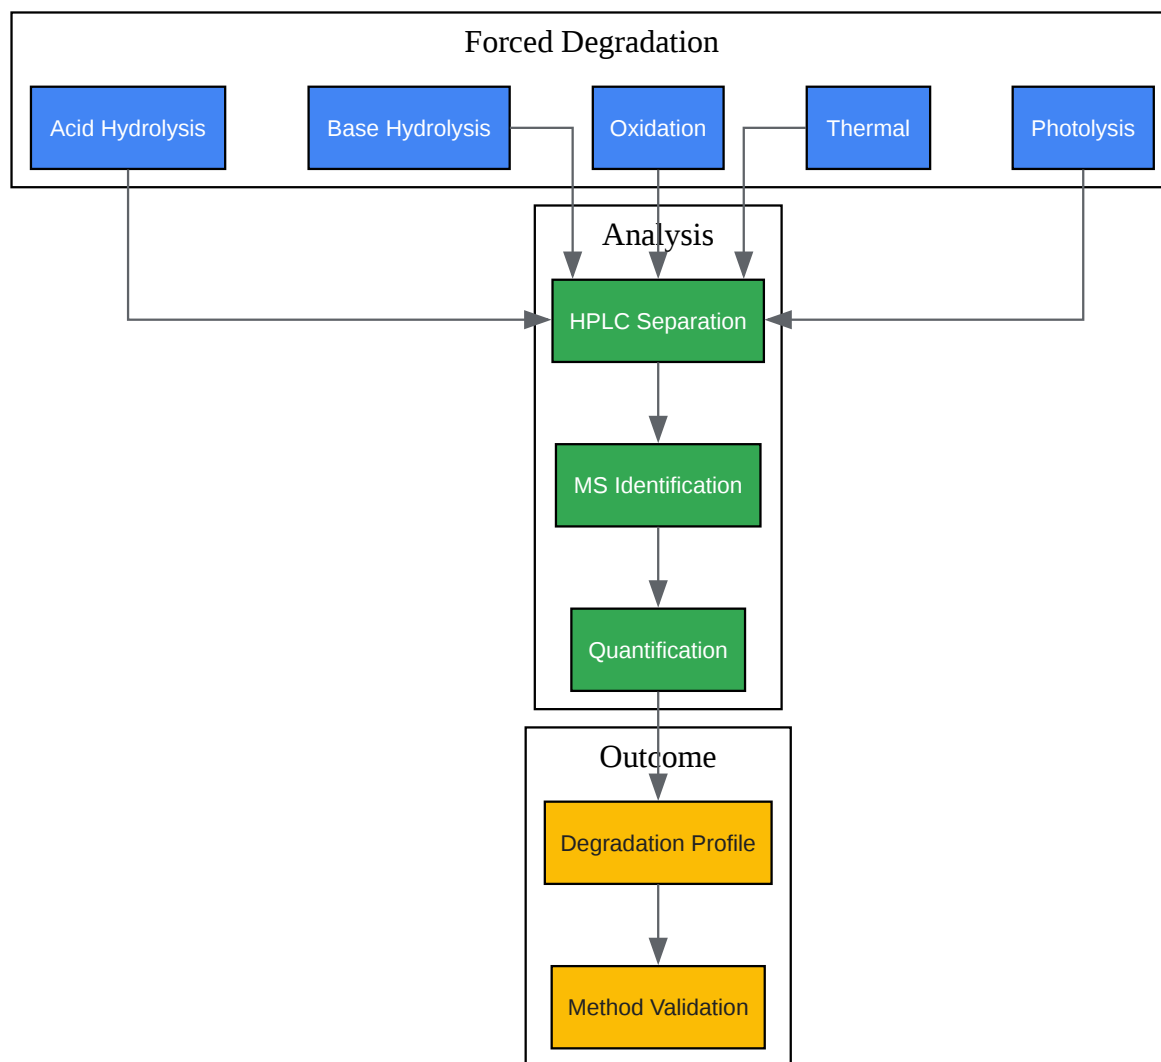 Forced Degradation
Acid Hydrolysis
Base Hydrolysis
Oxidation
Thermal
Photolysis
Analysis
HPLC Separation
MS Identification
Quantification
Outcome
Degradation Profile
Method Validation